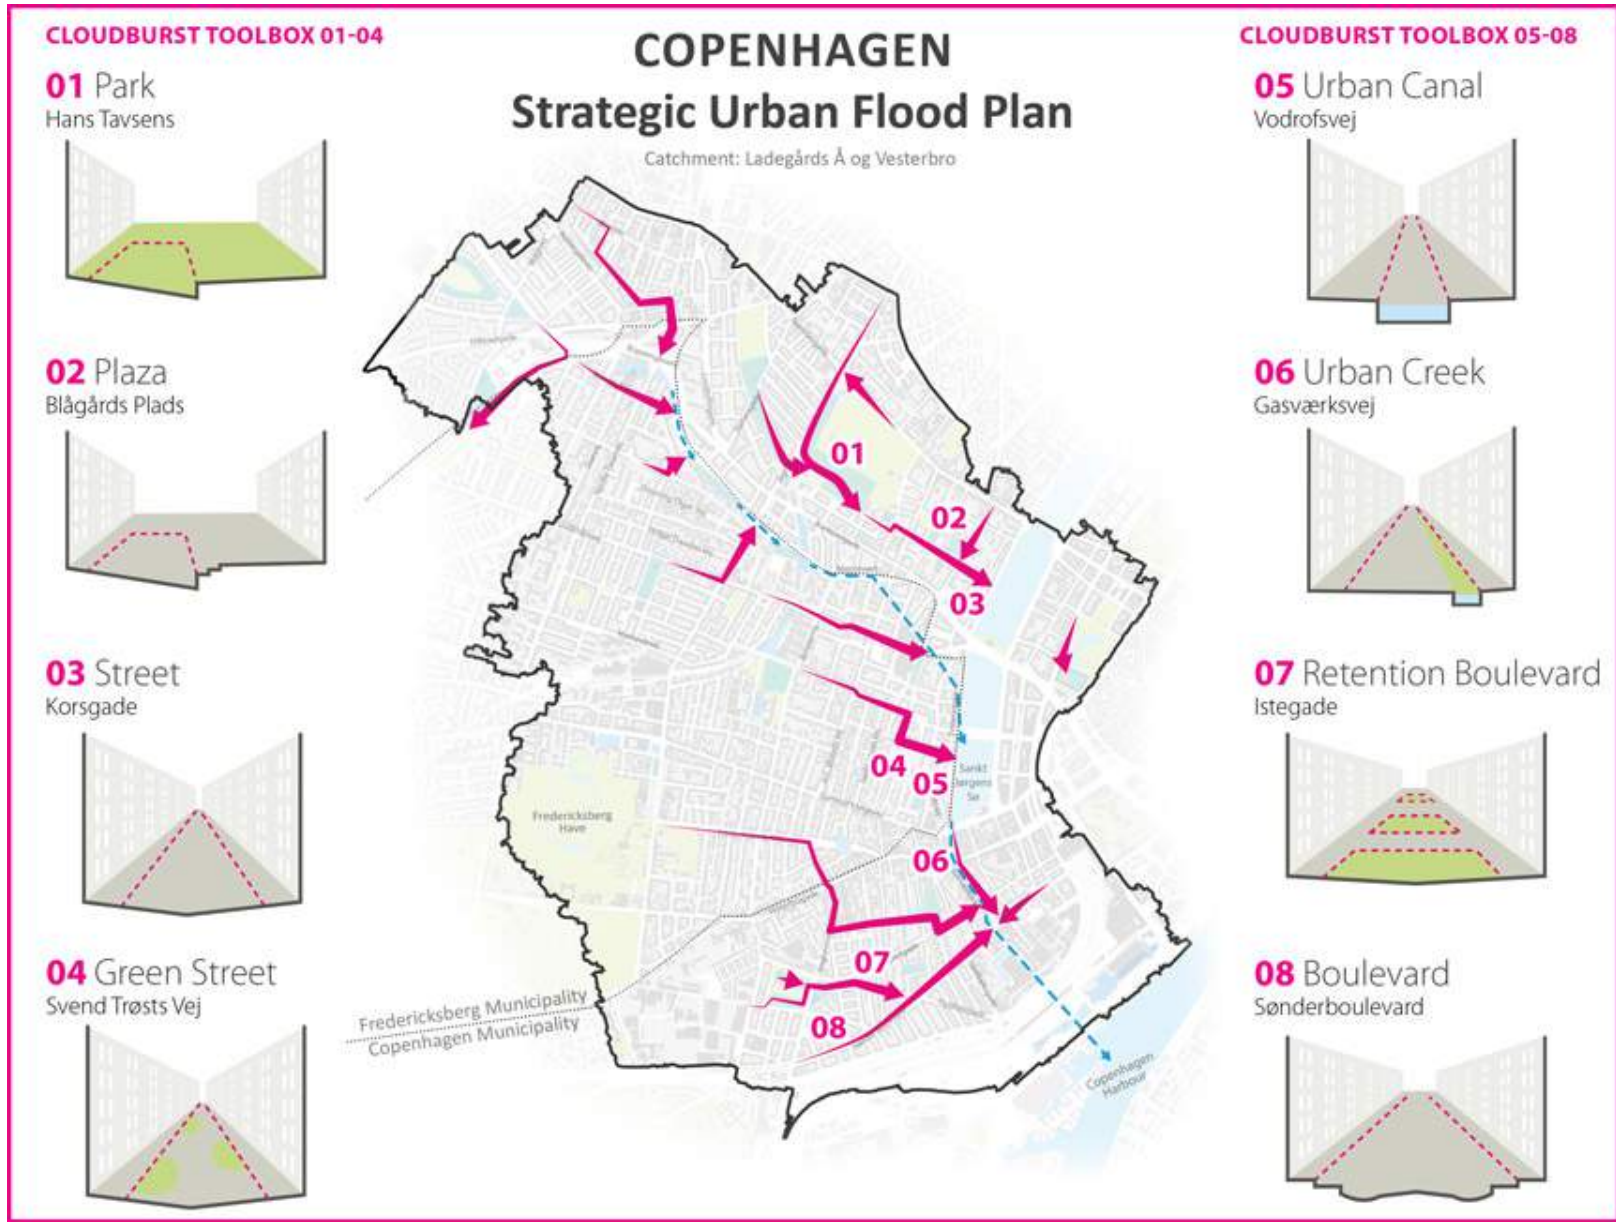 CLOUDBURST TOOLBOX 01-04
01 Park
Hans Tavsens
02 Plaza
Blågårds Plads
03 Street
Korsgade
04 Green Street
Svend Trøsts Vej
COPENHAGEN
Strategic Urban Flood Plan
Catchment: Ladegårds Å og Vesterbro
01
02
03
04
05
Sankt
Jørgens
Sø
Fredericksberg
Have
06
07
08
Fredericksberg Municipality
Copenhagen Municipality
Copenhagen
Harbour
CLOUDBURST TOOLBOX 05-08
05 Urban Canal
Vodrofsvej
06 Urban Creek
Gasværksvej
07 Retention Boulevard
Istegade
08 Boulevard
Sønderboulevard